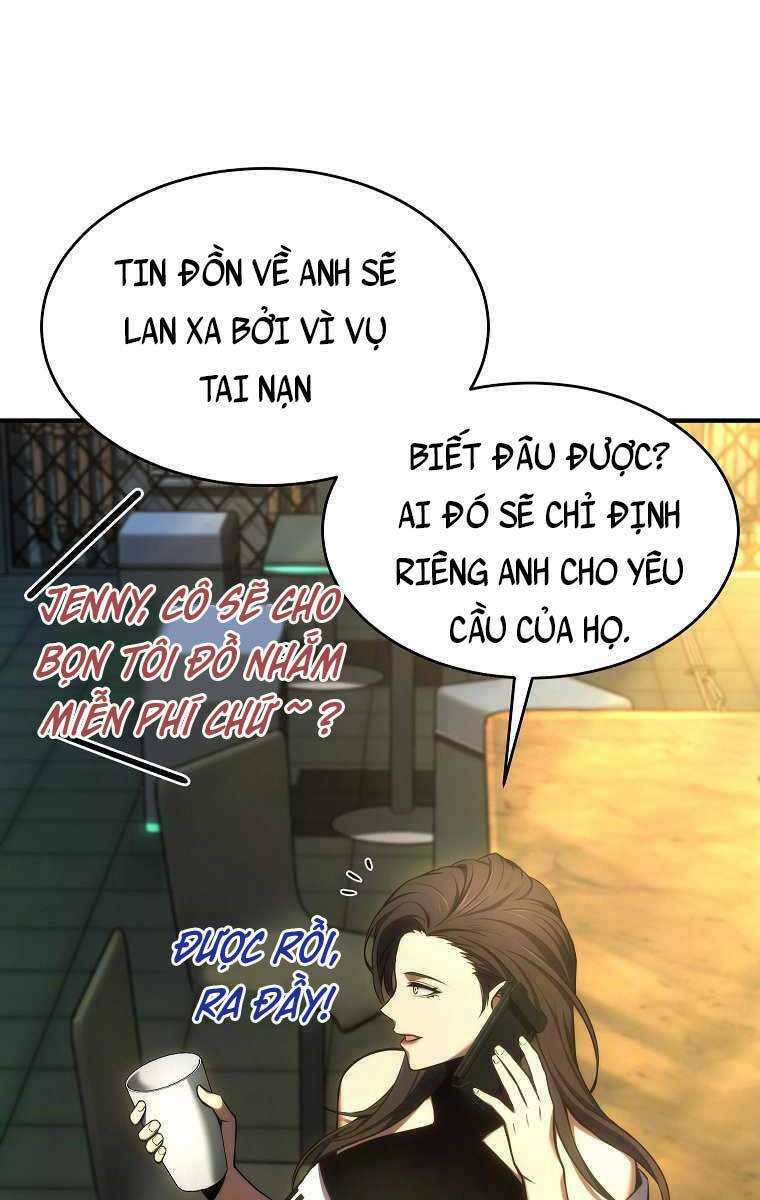 TIN ĐỒN VỀ ANH SẼ
LAN XA BỞI VÌ VỤ
TAI NẠN
BIẾT ĐÂU ĐƯỢC?
AI ĐÓ SẼ CHỈ ĐỊNH
RIÊNG ANH CHO YÊU
CẦU CỦA HỌ.
JENNY, CÔ SẼ CHO
BỌN TÔI ĐỒ NHẮM
MIỄN PHÍ CHỨ ~ ?
ĐƯỢC RỒI,
RA ĐÂY!